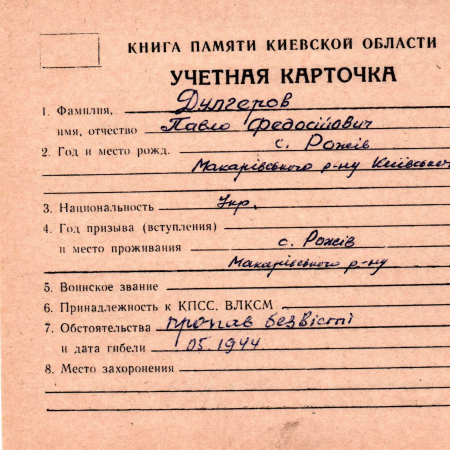 КНИГА ПАМЯТИ КИЕВСКОЙ ОБЛАСТИ
УЧЕТНАЯ КАРТОЧКА
1. Фамилия, Дулгеров
имя, отчество Павло Федосійович
2. Год и место рожд. с. Рожів
Макарівського р-ну Київської
3. Национальность Укр.
4. Год призыва (вступления)
и место проживания с. Рожів
Макарівського р-ну
5. Воинское звание
6. Принадлежность к КПСС. ВЛКСМ
7. Обстоятельства пропав безвісті
и дата гибели 05.1944
8. Место захоронения